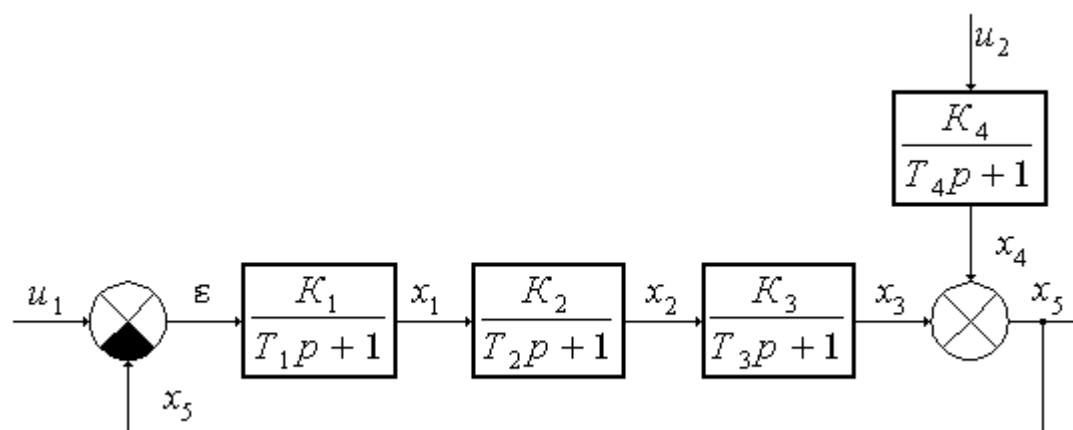 u₂
K₄
T₄p + 1
x₄
u₁
ε
K₁
T₁p + 1
x₁
K₂
T₂p + 1
x₂
K₃
T₃p + 1
x₃
x₅
x₅